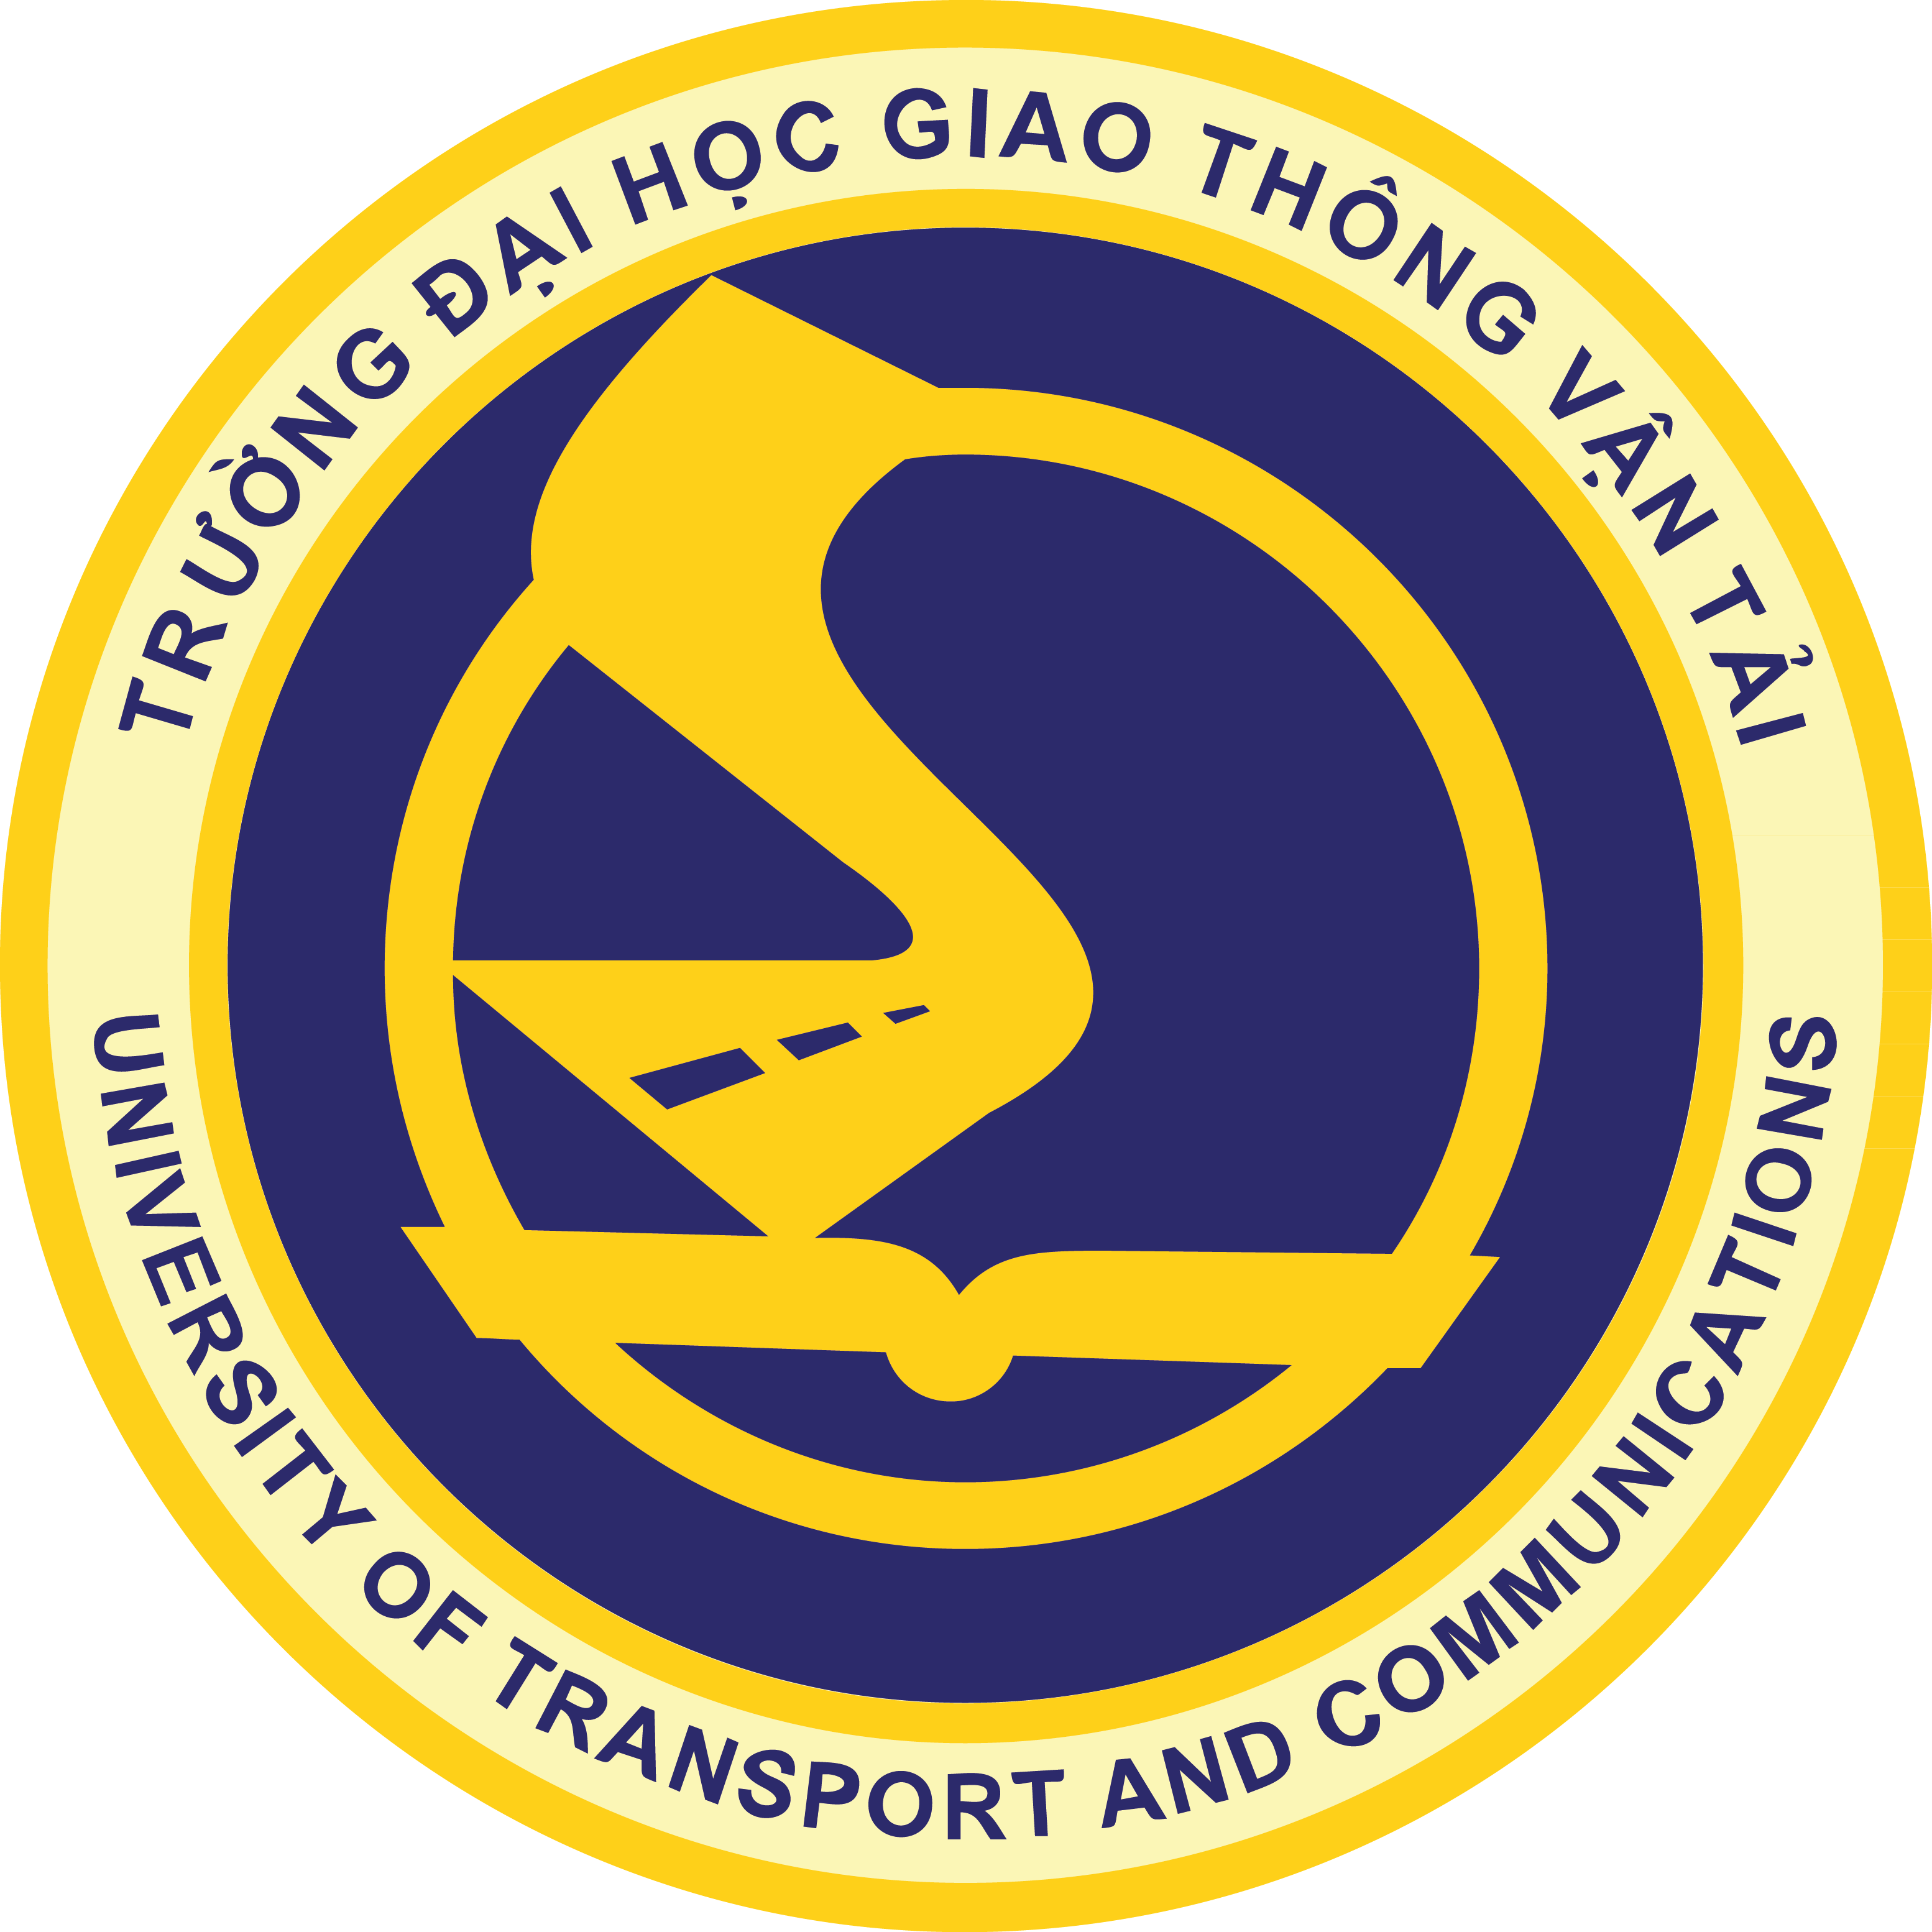 TRƯỜNG ĐẠI HỌC GIAO THÔNG VẬN TẢI
UNIVERSITY OF TRANSPORT AND COMMUNICATIONS